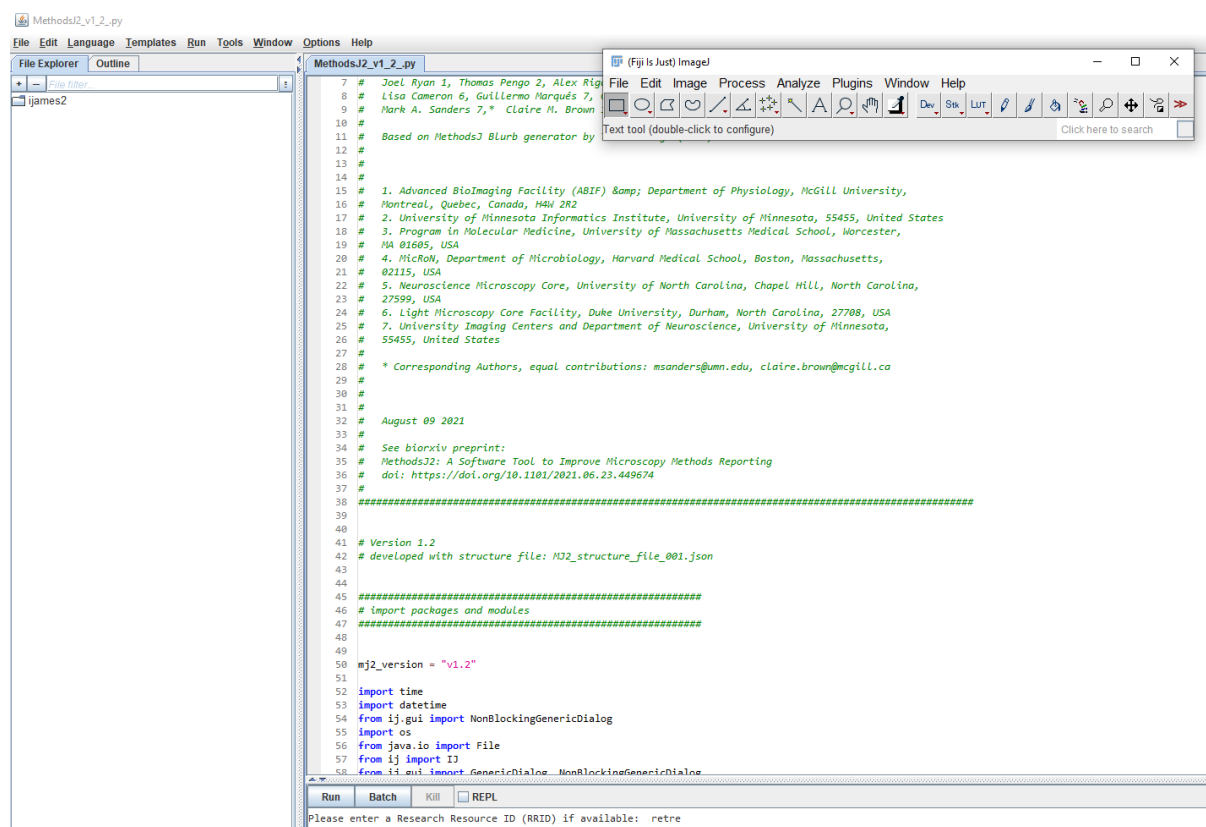 MethodsJ2_v1_2_.py
File Edit Language Templates Run Tools Window Options Help
File Explorer Outline
+ - File filter...
ijames2
MethodsJ2_v1_2_.py
7 # Joel Ryan 1, Thomas Pengo 2, Alex
8 # Lisa Cameron 6, Guillermo Marqués 7,
9 # Mark A. Sanders 7,* Claire M. Brown
10 #
11 # Based on MethodsJ Blurb generator by
12 #
13 #
14 #
15 # 1. Advanced BioImaging Facility (ABIF) &amp; Department of Physiology, McGill University,
16 # Montreal, Quebec, Canada, H4W 2R2
17 # 2. University of Minnesota Informatics Institute, University of Minnesota, 55455, United States
18 # 3. Program in Molecular Medicine, University of Massachusetts Medical School, Worcester,
19 # MA 01605, USA
20 # 4. MicRoN, Department of Microbiology, Harvard Medical School, Boston, Massachusetts,
21 # 02115, USA
22 # 5. Neuroscience Microscopy Core, University of North Carolina, Chapel Hill, North Carolina,
23 # 27599, USA
24 # 6. Light Microscopy Core Facility, Duke University, Durham, North Carolina, 27708, USA
25 # 7. University Imaging Centers and Department of Neuroscience, University of Minnesota,
26 # 55455, United States
27 #
28 # * Corresponding Authors, equal contributions: msanders@umn.edu, claire.brown@mcgill.ca
29 #
30 #
31 #
32 # August 09 2021
33 #
34 # See biorxiv preprint:
35 # MethodsJ2: A Software Tool to Improve Microscopy Methods Reporting
36 # doi: https://doi.org/10.1101/2021.06.23.449674
37 #
38 #########################################################################################################
39
40
41 # Version 1.2
42 # developed with structure file: MJ2_structure_file_001.json
43
44
45 ##########################################################
46 # import packages and modules
47 ##########################################################
48
49
50 mj2_version = "v1.2"
51
52 import time
53 import datetime
54 from ij.gui import NonBlockingGenericDialog
55 import os
56 from java.io import File
57 from ij import IJ
58 from ij.gui import GenericDialog, NonBlockingGenericDialog
Run Batch Kill REPL
Please enter a Research Resource ID (RRID) if available: retre
(Fiji Is Just) ImageJ
File Edit Image Process Analyze Plugins Window Help
A Dev Stk LUT
Text tool (double-click to configure) Click here to search